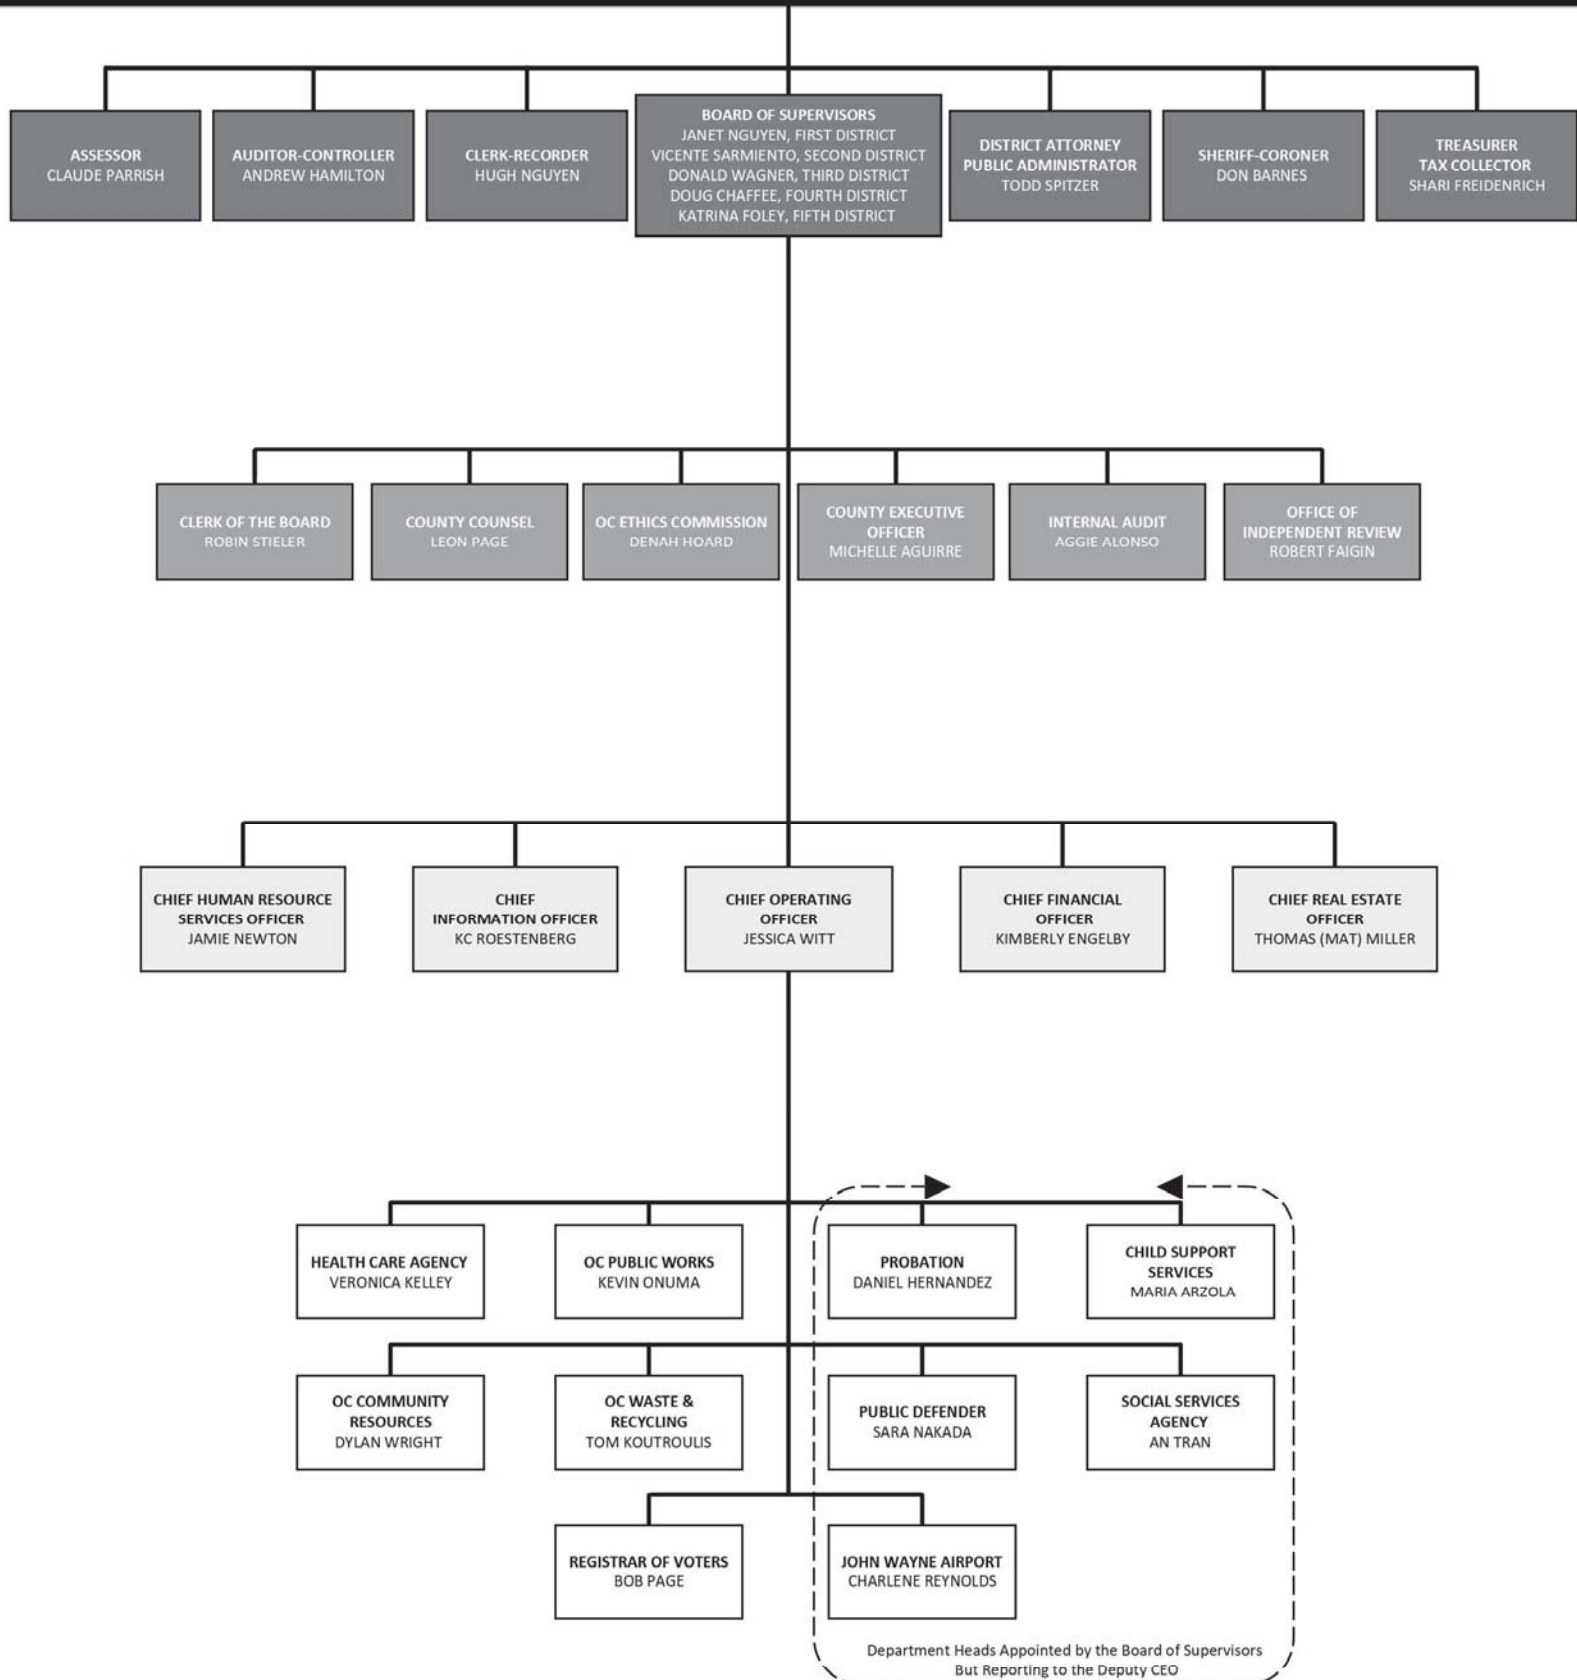 ASSESSOR
CLAUDE PARRISH
AUDITOR-CONTROLLER
ANDREW HAMILTON
CLERK-RECORDER
HUGH NGUYEN
BOARD OF SUPERVISORS
JANET NGUYEN, FIRST DISTRICT
VICENTE SARMIENTO, SECOND DISTRICT
DONALD WAGNER, THIRD DISTRICT
DOUG CHAFFEE, FOURTH DISTRICT
KATRINA FOLEY, FIFTH DISTRICT
DISTRICT ATTORNEY
PUBLIC ADMINISTRATOR
TODD SPITZER
SHERIFF-CORONER
DON BARNES
TREASURER
TAX COLLECTOR
SHARI FREIDENRICH
CLERK OF THE BOARD
ROBIN STIELER
COUNTY COUNSEL
LEON PAGE
OC ETHICS COMMISSION
DENAH HOARD
COUNTY EXECUTIVE
OFFICER
MICHELLE AGUIRRE
INTERNAL AUDIT
AGGIE ALONSO
OFFICE OF
INDEPENDENT REVIEW
ROBERT FAIGIN
CHIEF HUMAN RESOURCE
SERVICES OFFICER
JAMIE NEWTON
CHIEF
INFORMATION OFFICER
KC ROESTENBERG
CHIEF OPERATING
OFFICER
JESSICA WITT
CHIEF FINANCIAL
OFFICER
KIMBERLY ENGELBY
CHIEF REAL ESTATE
OFFICER
THOMAS (MAT) MILLER
HEALTH CARE AGENCY
VERONICA KELLEY
OC PUBLIC WORKS
KEVIN ONUMA
PROBATION
DANIEL HERNANDEZ
CHILD SUPPORT
SERVICES
MARIA ARZOLA
OC COMMUNITY
RESOURCES
DYLAN WRIGHT
OC WASTE &
RECYCLING
TOM KOUTROULIS
PUBLIC DEFENDER
SARA NAKADA
SOCIAL SERVICES
AGENCY
AN TRAN
REGISTRAR OF VOTERS
BOB PAGE
JOHN WAYNE AIRPORT
CHARLENE REYNOLDS
Department Heads Appointed by the Board of Supervisors
But Reporting to the Deputy CEO